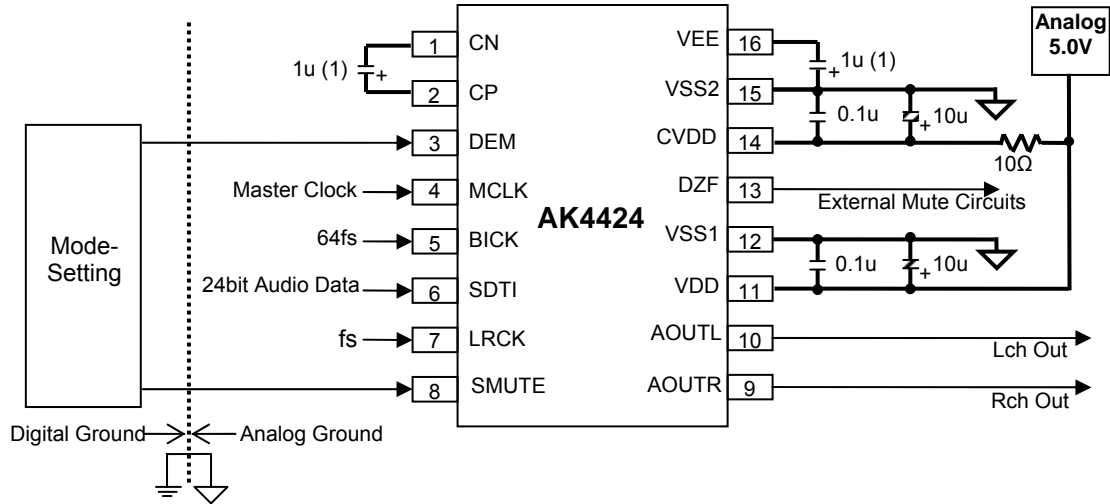 Analog
5.0V
1 CN
1u (1) +
2 CP
VEE 16
+ 1u (1)
VSS2 15
0.1u
+ 10u
CVDD 14
10Ω
3 DEM
DZF 13
External Mute Circuits
Master Clock
4 MCLK
AK4424
Mode-
Setting
64fs
5 BICK
VSS1 12
0.1u
+ 10u
24bit Audio Data
6 SDTI
VDD 11
fs
7 LRCK
AOUTL 10
Lch Out
8 SMUTE
AOUTR 9
Rch Out
Digital Ground
Analog Ground